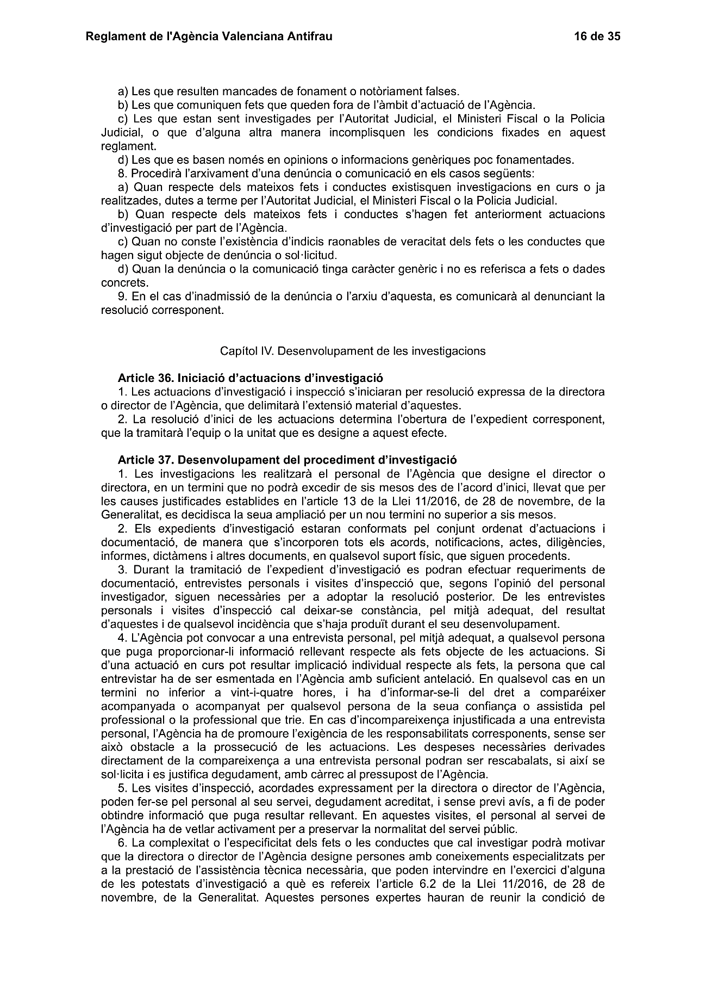 Reglament de l'Agència Valenciana Antifrau 16 de 35
a) Les que resulten mancades de fonament o notòriament falses.
b) Les que comuniquen fets que queden fora de l’àmbit d’actuació de l’Agència.
c) Les que estan sent investigades per l’Autoritat Judicial, el Ministeri Fiscal o la Policia
Judicial, o que d’alguna altra manera incomplisquen les condicions fixades en aquest
reglament.
d) Les que es basen només en opinions o informacions genèriques poc fonamentades.
8. Procedirà l’arxivament d’una denúncia o comunicació en els casos següents:
a) Quan respecte dels mateixos fets i conductes existisquen investigacions en curs o ja
realitzades, dutes a terme per l’Autoritat Judicial, el Ministeri Fiscal o la Policia Judicial.
b) Quan respecte dels mateixos fets i conductes s’hagen fet anteriorment actuacions
d’investigació per part de l’Agència.
c) Quan no conste l’existència d’indicis raonables de veracitat dels fets o les conductes que
hagen sigut objecte de denúncia o sol·licitud.
d) Quan la denúncia o la comunicació tinga caràcter genèric i no es referisca a fets o dades
concrets.
9. En el cas d’inadmissió de la denúncia o l’arxiu d’aquesta, es comunicarà al denunciant la
resolució corresponent.
Capítol IV. Desenvolupament de les investigacions
Article 36. Iniciació d’actuacions d’investigació
1. Les actuacions d’investigació i inspecció s’iniciaran per resolució expressa de la directora
o director de l’Agència, que delimitarà l’extensió material d’aquestes.
2. La resolució d’inici de les actuacions determina l’obertura de l’expedient corresponent,
que la tramitarà l’equip o la unitat que es designe a aquest efecte.
Article 37. Desenvolupament del procediment d’investigació
1. Les investigacions les realitzarà el personal de l’Agència que designe el director o
directora, en un termini que no podrà excedir de sis mesos des de l’acord d’inici, llevat que per
les causes justificades establides en l’article 13 de la Llei 11/2016, de 28 de novembre, de la
Generalitat, es decidisca la seua ampliació per un nou termini no superior a sis mesos.
2. Els expedients d’investigació estaran conformats pel conjunt ordenat d’actuacions i
documentació, de manera que s’incorporen tots els acords, notificacions, actes, diligències,
informes, dictàmens i altres documents, en qualsevol suport físic, que siguen procedents.
3. Durant la tramitació de l’expedient d’investigació es podran efectuar requeriments de
documentació, entrevistes personals i visites d’inspecció que, segons l’opinió del personal
investigador, siguen necessàries per a adoptar la resolució posterior. De les entrevistes
personals i visites d’inspecció cal deixar-se constància, pel mitjà adequat, del resultat
d’aquestes i de qualsevol incidència que s’haja produït durant el seu desenvolupament.
4. L’Agència pot convocar a una entrevista personal, pel mitjà adequat, a qualsevol persona
que puga proporcionar-li informació rellevant respecte als fets objecte de les actuacions. Si
d’una actuació en curs pot resultar implicació individual respecte als fets, la persona que cal
entrevistar ha de ser esmentada en l’Agència amb suficient antelació. En qualsevol cas en un
termini no inferior a vint-i-quatre hores, i ha d’informar-se-li del dret a comparéixer
acompanyada o acompanyat per qualsevol persona de la seua confiança o assistida pel
professional o la professional que trie. En cas d’incompareixença injustificada a una entrevista
personal, l’Agència ha de promoure l’exigència de les responsabilitats corresponents, sense ser
això obstacle a la prossecució de les actuacions. Les despeses necessàries derivades
directament de la compareixença a una entrevista personal podran ser rescabalats, si així se
sol·licita i es justifica degudament, amb càrrec al pressupost de l’Agència.
5. Les visites d’inspecció, acordades expressament per la directora o director de l’Agència,
poden fer-se pel personal al seu servei, degudament acreditat, i sense previ avís, a fi de poder
obtindre informació que puga resultar rellevant. En aquestes visites, el personal al servei de
l’Agència ha de vetlar activament per a preservar la normalitat del servei públic.
6. La complexitat o l’especificitat dels fets o les conductes que cal investigar podrà motivar
que la directora o director de l’Agència designe persones amb coneixements especialitzats per
a la prestació de l’assistència tècnica necessària, que poden intervindre en l’exercici d’alguna
de les potestats d’investigació a què es refereix l’article 6.2 de la Llei 11/2016, de 28 de
novembre, de la Generalitat. Aquestes persones expertes hauran de reunir la condició de